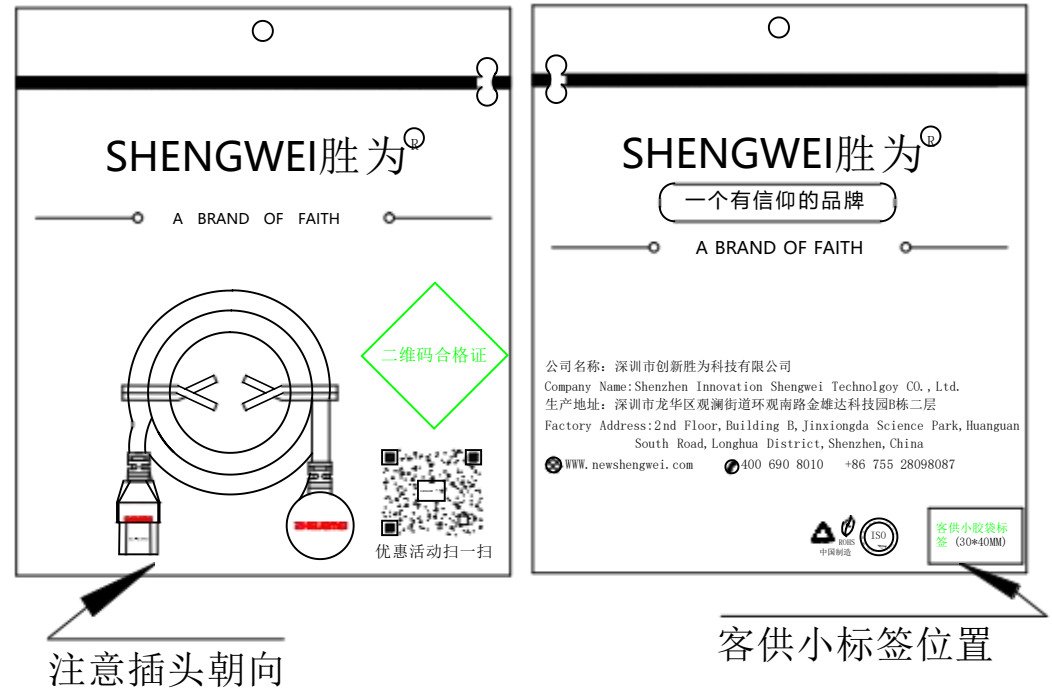 SHENGWEI胜为®
A BRAND OF FAITH
二维码合格证
优惠活动扫一扫
注意插头朝向
SHENGWEI胜为®
一个有信仰的品牌
A BRAND OF FAITH
公司名称：深圳市创新胜为科技有限公司
Company Name:Shenzhen Innovation Shengwei Technolgoy CO.,Ltd.
生产地址：深圳市龙华区观澜街道环观南路金雄达科技园B栋二层
Factory Address:2nd Floor,Building B,Jinxiongda Science Park,Huanguan
South Road,Longhua District,Shenzhen,China
WWW.newshengwei.com 400 690 8010 +86 755 28098087
ROHS
中国制造
ISO
客供小胶袋标
签 (30*40MM)
客供小标签位置